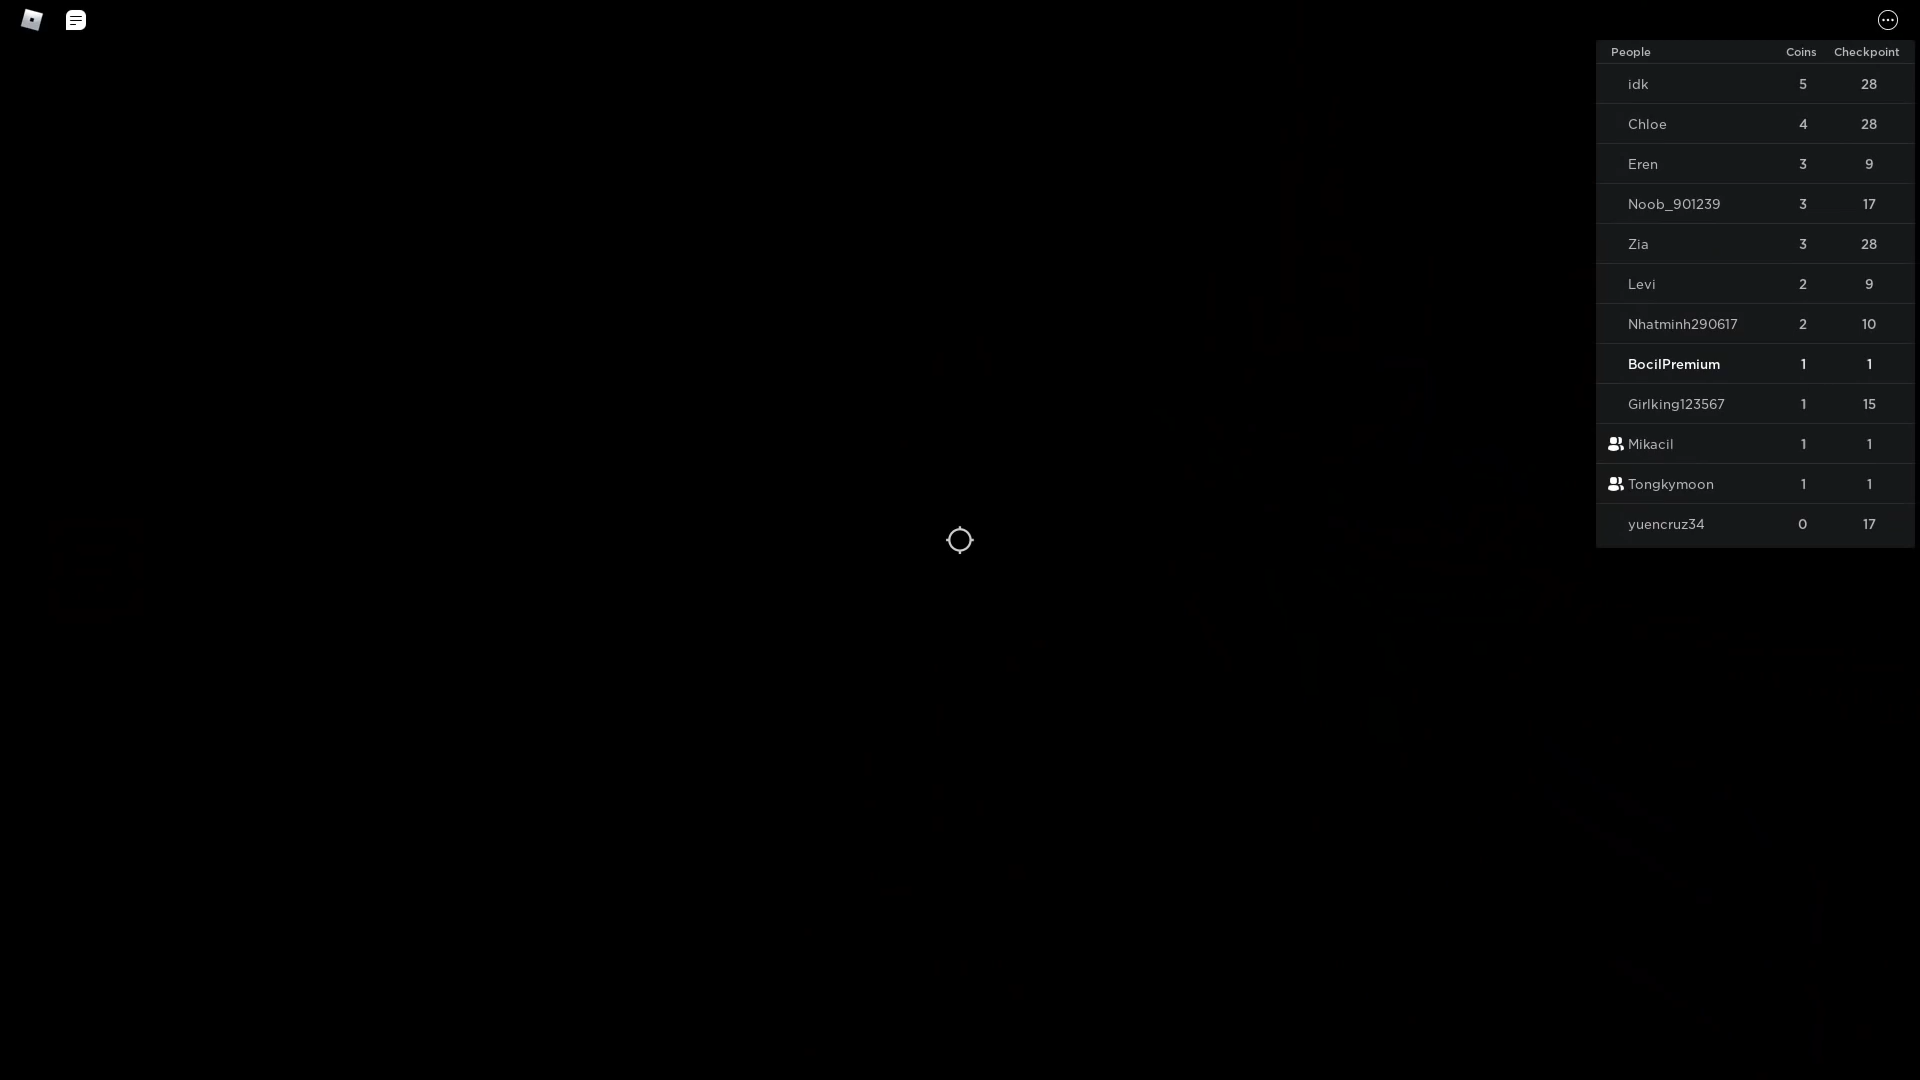 People Coins Checkpoint
idk 5 28
Chloe 4 28
Eren 3 9
Noob_901239 3 17
Zia 3 28
Levi 2 9
Nhatminh290617 2 10
BocilPremium 1 1
Girlking123567 1 15
Mikacil 1 1
Tongkymoon 1 1
yuencruz34 0 17